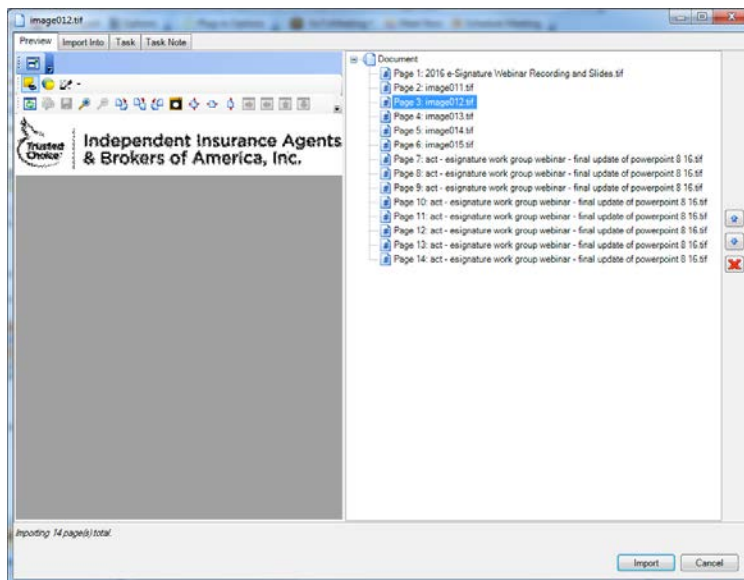 image012.tif
Preview Import Into Task Task Note
Trusted Choice®
Independent Insurance Agents
& Brokers of America, Inc.
Document
Page 1: 2016 e-Signature Webinar Recording and Slides.tif
Page 2: image011.tif
Page 3: image012.tif
Page 4: image013.tif
Page 5: image014.tif
Page 6: image015.tif
Page 7: act - esignature work group webinar - final update of powerpoint 8 16.tif
Page 8: act - esignature work group webinar - final update of powerpoint 8 16.tif
Page 9: act - esignature work group webinar - final update of powerpoint 8 16.tif
Page 10: act - esignature work group webinar - final update of powerpoint 8 16.tif
Page 11: act - esignature work group webinar - final update of powerpoint 8 16.tif
Page 12: act - esignature work group webinar - final update of powerpoint 8 16.tif
Page 13: act - esignature work group webinar - final update of powerpoint 8 16.tif
Page 14: act - esignature work group webinar - final update of powerpoint 8 16.tif
Importing 14 page(s) total.
Import Cancel